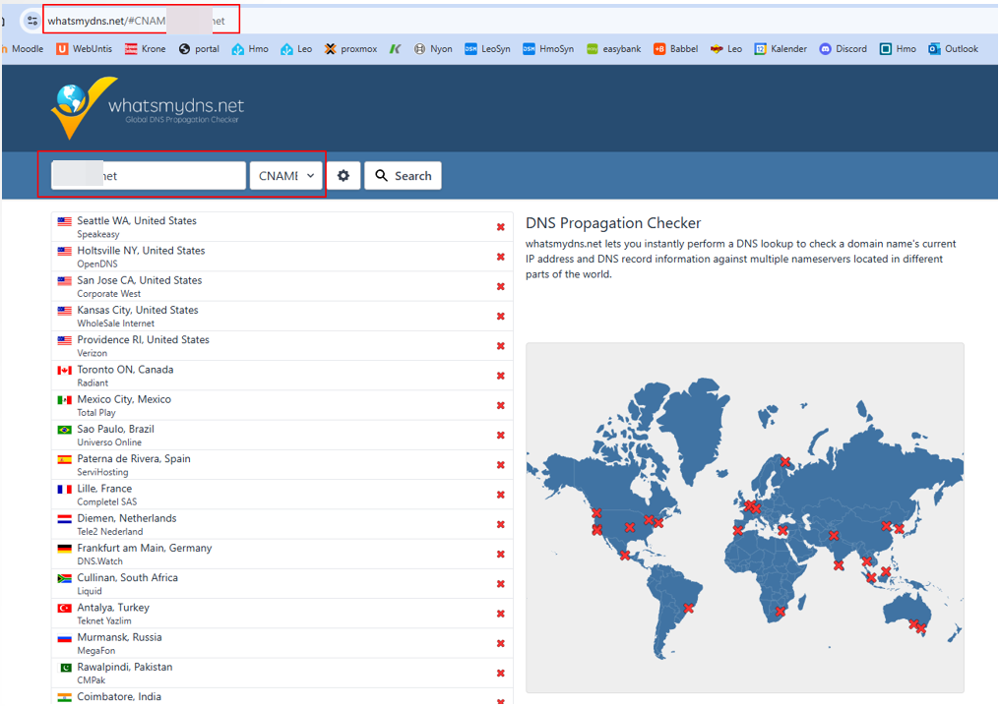 whatsmydns.net/#CNAM net
Moodle WebUntis Krone portal Hmo Leo proxmox Nyon LeoSyn HmoSyn easybank Babbel Leo Kalender Discord Hmo Outlook
whatsmydns.net
Global DNS Propagation Checker
net CNAME Search
Seattle WA, United States
Speakeasy
Holtsville NY, United States
OpenDNS
San Jose CA, United States
Corporate West
Kansas City, United States
WholeSale Internet
Providence RI, United States
Verizon
Toronto ON, Canada
Radiant
Mexico City, Mexico
Total Play
Sao Paulo, Brazil
Universo Online
Paterna de Rivera, Spain
ServiHosting
Lille, France
Completel SAS
Diemen, Netherlands
Tele2 Nederland
Frankfurt am Main, Germany
DNS.Watch
Cullinan, South Africa
Liquid
Antalya, Turkey
Teknet Yazlim
Murmansk, Russia
MegaFon
Rawalpindi, Pakistan
CMPak
Coimbatore, India
DNS Propagation Checker
whatsmydns.net lets you instantly perform a DNS lookup to check a domain name's current
IP address and DNS record information against multiple nameservers located in different
parts of the world.